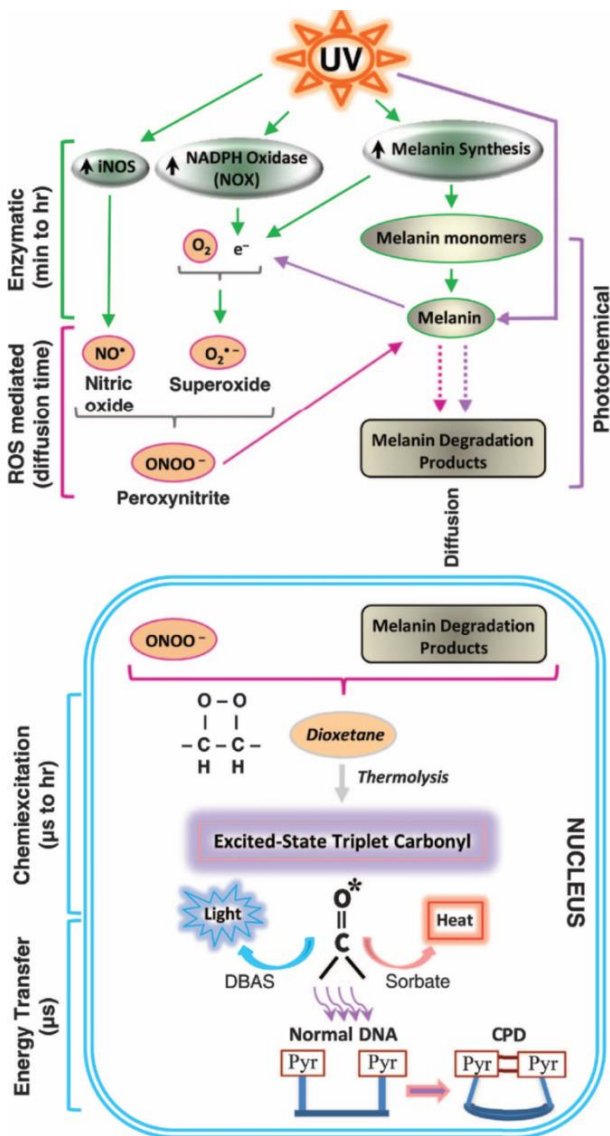 UV
iNOS
NADPH Oxidase
(NOX)
Melanin Synthesis
Enzymatic
(min to hr)
O₂ e⁻
Melanin monomers
Melanin
Photochemical
ROS mediated
(diffusion time)
NO•
Nitric
oxide
O₂•⁻
Superoxide
ONOO⁻
Peroxynitrite
Melanin Degradation
Products
Diffusion
ONOO⁻
Melanin Degradation
Products
O – O
– C – C –
H H
Dioxetane
Thermolysis
Chemiexcitation
(µs to hr)
Excited-State Triplet Carbonyl
NUCLEUS
Light
O*
C
Heat
DBAS
Sorbate
Energy Transfer
(µs)
Normal DNA
CPD
Pyr Pyr
Pyr Pyr